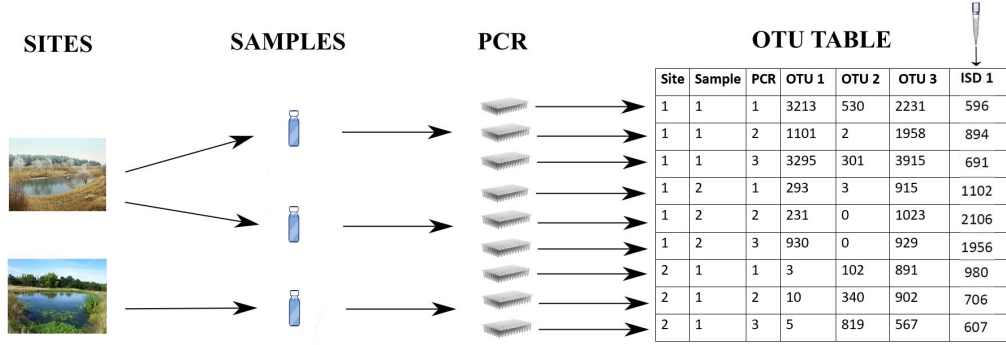 SITES SAMPLES PCR OTU TABLE
Site Sample PCR OTU 1 OTU 2 OTU 3 ISD 1
1 1 1 3213 530 2231 596
1 1 2 1101 2 1958 894
1 1 3 3295 301 3915 691
1 2 1 293 3 915 1102
1 2 2 231 0 1023 2106
1 2 3 930 0 929 1956
2 1 1 3 102 891 980
2 1 2 10 340 902 706
2 1 3 5 819 567 607